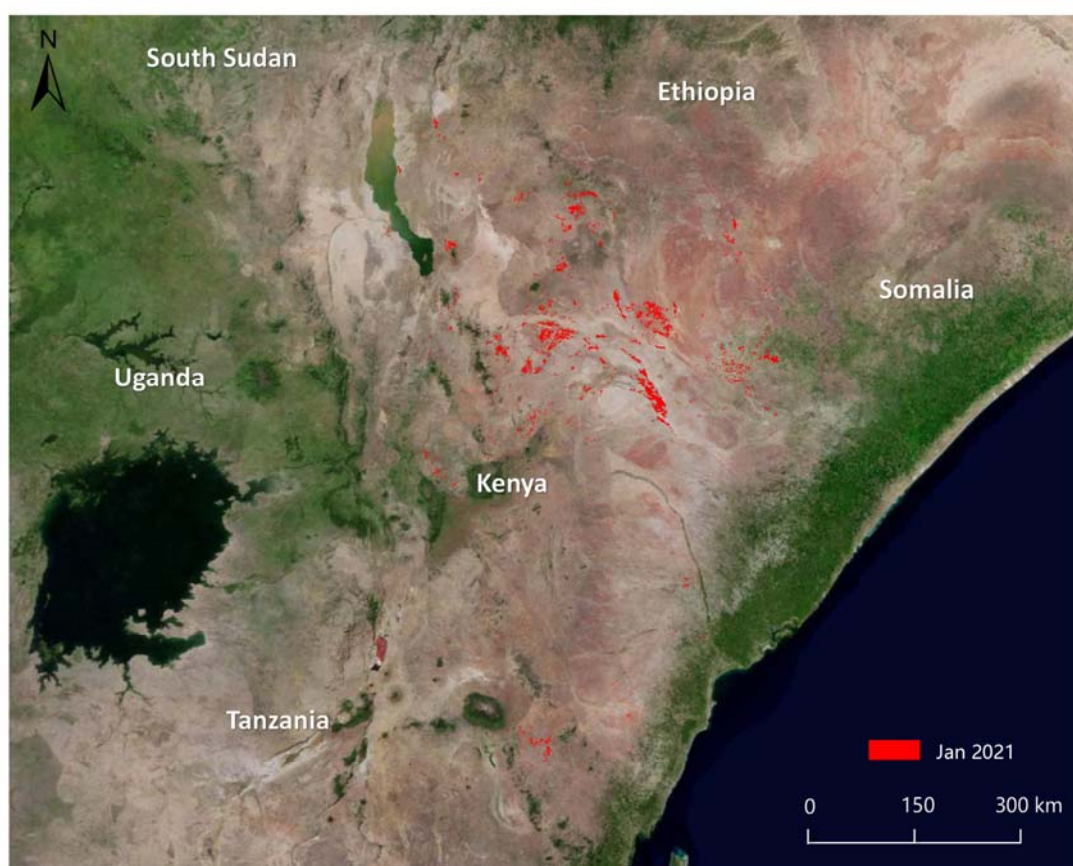 N
South Sudan
Ethiopia
Somalia
Uganda
Kenya
Tanzania
Jan 2021
0 150 300 km